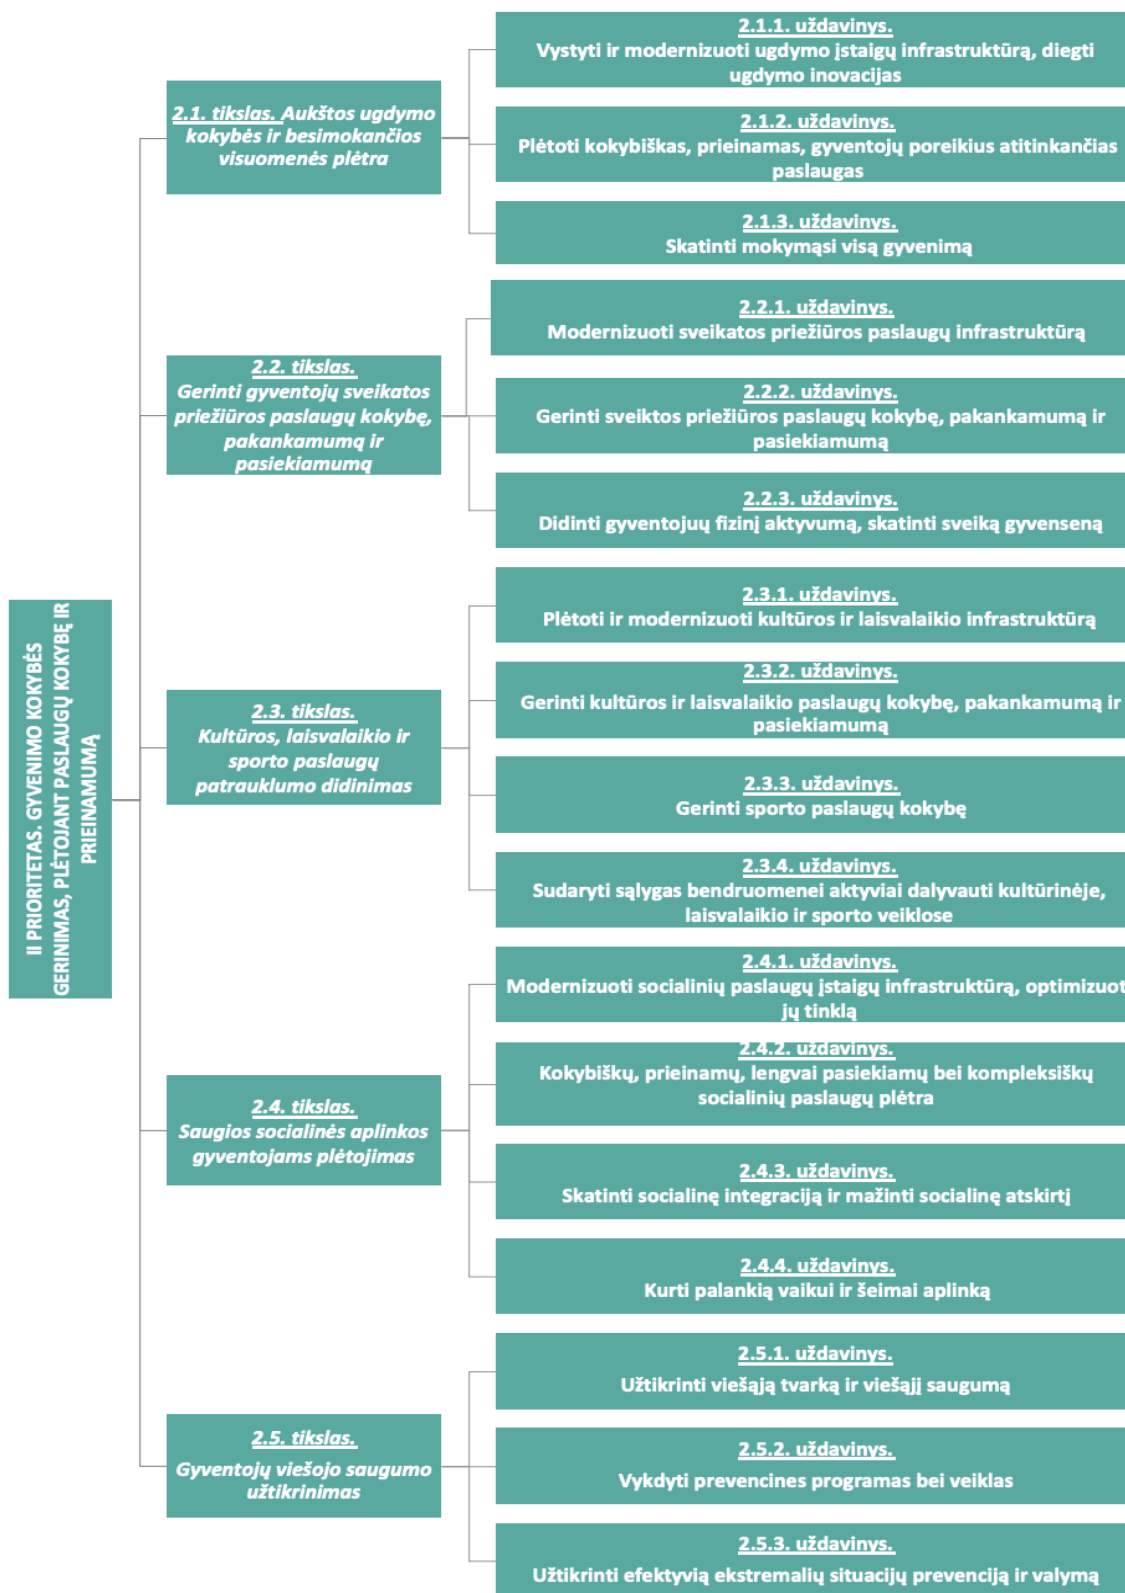 II PRIORITETAS. GYVENIMO KOKYBĖS
GERINIMAS, PLĖTOJANT PASLAUGŲ KOKYBĘ IR
PRIEINAMUMĄ
2.1. tikslas. Aukštos ugdymo
kokybės ir besimokančios
visuomenės plėtra
2.1.1. uždavinys.
Vystyti ir modernizuoti ugdymo įstaigų infrastruktūrą, diegti
ugdymo inovacijas
2.1.2. uždavinys.
Plėtoti kokybiškas, prieinamas, gyventojų poreikius atitinkančias
paslaugas
2.1.3. uždavinys.
Skatinti mokymąsi visą gyvenimą
2.2. tikslas.
Gerinti gyventojų sveikatos
priežiūros paslaugų kokybę,
pakankamumą ir
pasiekiamumą
2.2.1. uždavinys.
Modernizuoti sveikatos priežiūros paslaugų infrastruktūrą
2.2.2. uždavinys.
Gerinti sveiktos priežiūros paslaugų kokybę, pakankamumą ir
pasiekiamumą
2.2.3. uždavinys.
Didinti gyventojuų fizinį aktyvumą, skatinti sveiką gyvenseną
2.3. tikslas.
Kultūros, laisvalaikio ir
sporto paslaugų
patrauklumo didinimas
2.3.1. uždavinys.
Plėtoti ir modernizuoti kultūros ir laisvalaikio infrastruktūrą
2.3.2. uždavinys.
Gerinti kultūros ir laisvalaikio paslaugų kokybę, pakankamumą ir
pasiekiamumą
2.3.3. uždavinys.
Gerinti sporto paslaugų kokybę
2.3.4. uždavinys.
Sudaryti sąlygas bendruomenei aktyviai dalyvauti kultūrinėje,
laisvalaikio ir sporto veiklose
2.4. tikslas.
Saugios socialinės aplinkos
gyventojams plėtojimas
2.4.1. uždavinys.
Modernizuoti socialinių paslaugų įstaigų infrastruktūrą, optimizuoti
jų tinklą
2.4.2. uždavinys.
Kokybiškų, prieinamų, lengvai pasiekiamų bei kompleksiškų
socialinių paslaugų plėtra
2.4.3. uždavinys.
Skatinti socialinę integraciją ir mažinti socialinę atskirtį
2.4.4. uždavinys.
Kurti palankią vaikui ir šeimai aplinką
2.5. tikslas.
Gyventojų viešojo saugumo
užtikrinimas
2.5.1. uždavinys.
Užtikrinti viešąją tvarką ir viešąjį saugumą
2.5.2. uždavinys.
Vykdyti prevencines programas bei veiklas
2.5.3. uždavinys.
Užtikrinti efektyvią ekstremalių situacijų prevenciją ir valymą